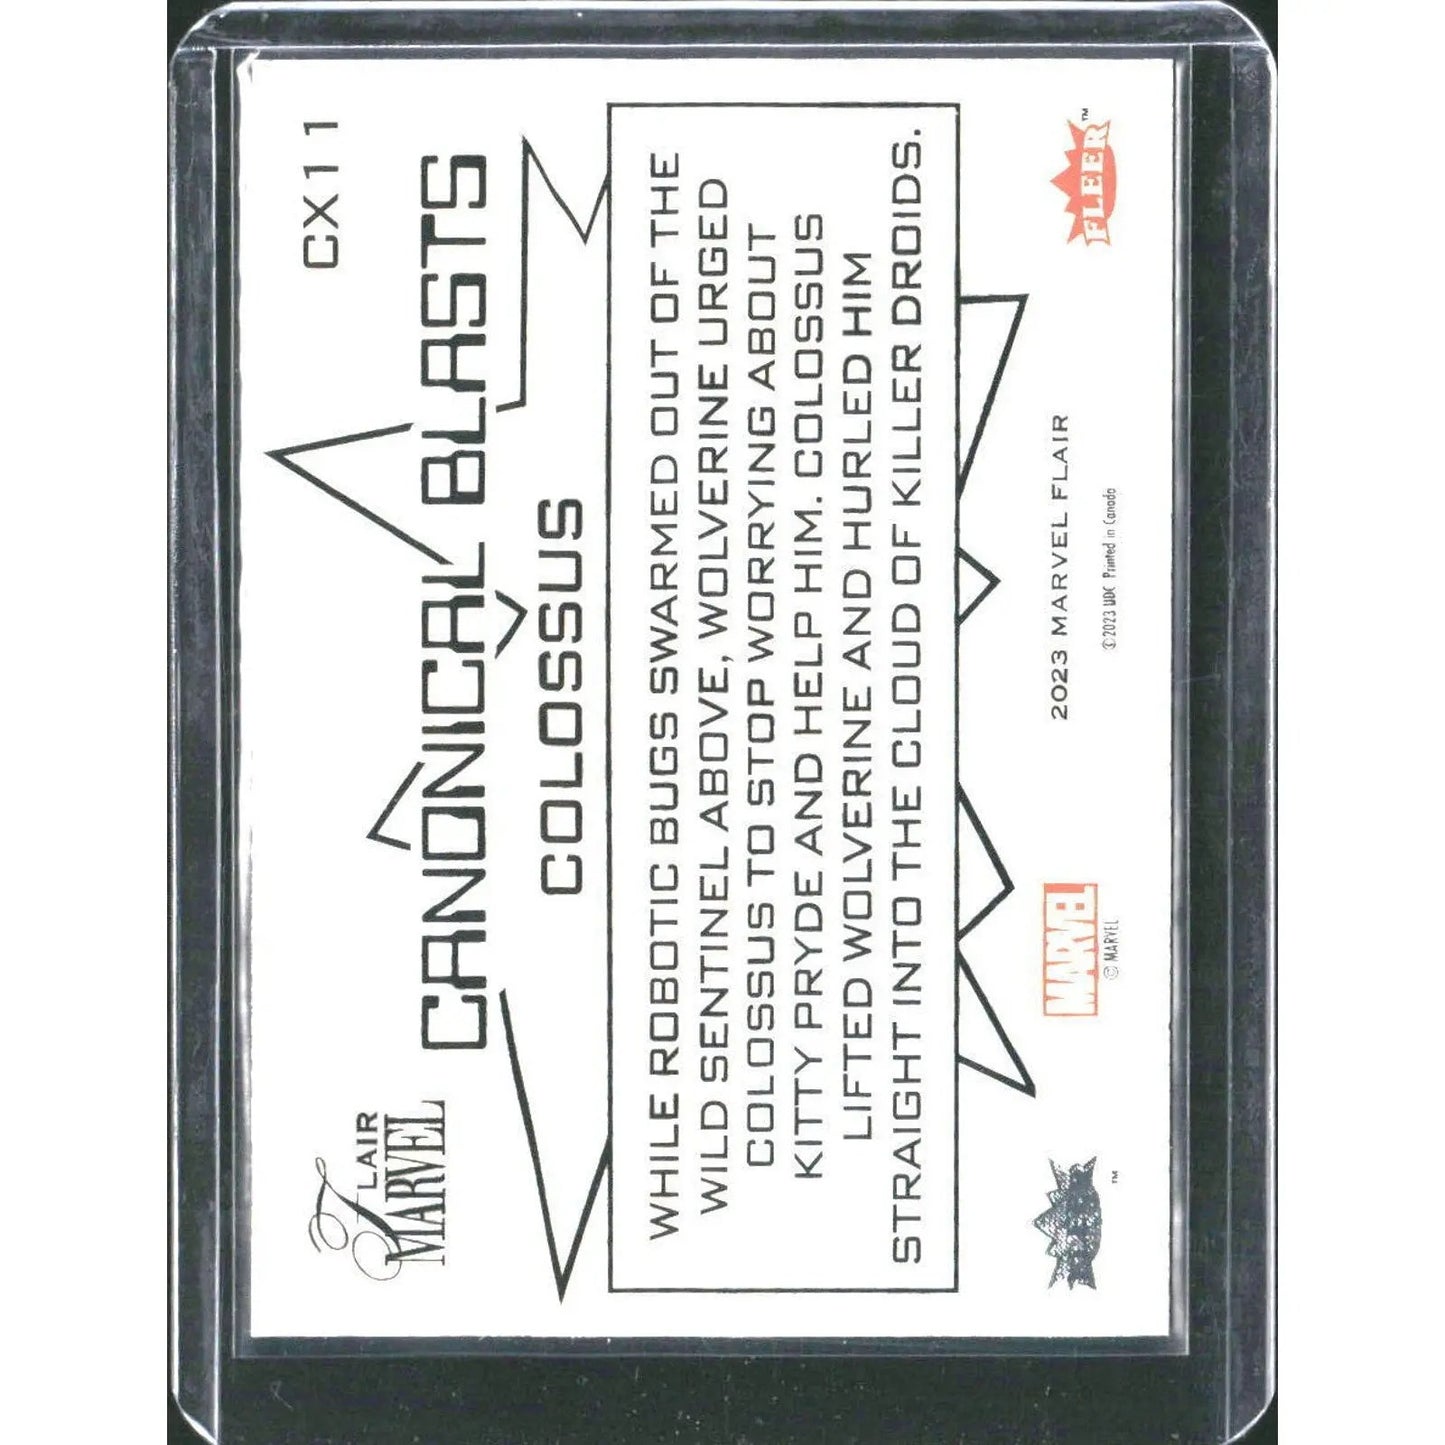 FLAIR
MARVEL
CX11
CANONICAL BLASTS
COLOSSUS
WHILE ROBOTIC BUGS SWARMED OUT OF THE
WILD SENTINEL ABOVE, WOLVERINE URGED
COLOSSUS TO STOP WORRYING ABOUT
KITTY PRYDE AND HELP HIM. COLOSSUS
LIFTED WOLVERINE AND HURLED HIM
STRAIGHT INTO THE CLOUD OF KILLER DROIDS.
™
MARVEL
© MARVEL
2023 MARVEL FLAIR
©2023 UDC Printed in Canada
FLEER™